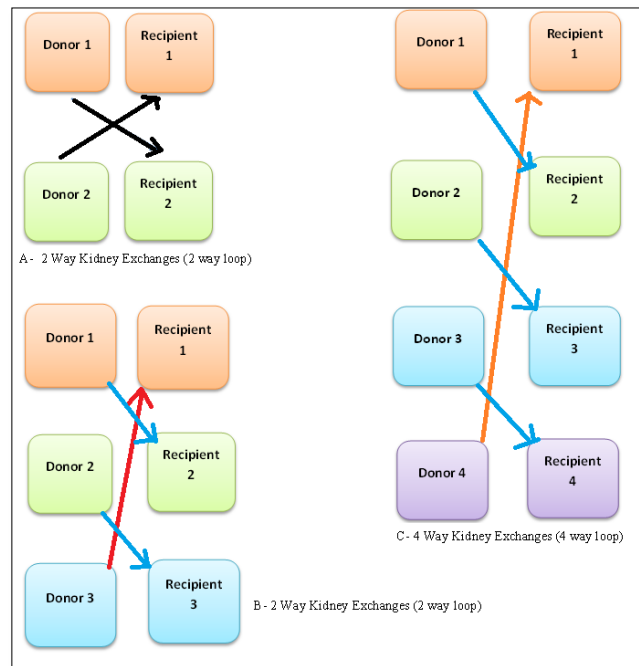 Donor 1
Recipient
1
Donor 2
Recipient
2
A - 2 Way Kidney Exchanges (2 way loop)
Donor 1
Recipient
1
Donor 2
Recipient
2
Donor 3
Recipient
3
B - 2 Way Kidney Exchanges (2 way loop)
Donor 1
Recipient
1
Donor 2
Recipient
2
Donor 3
Recipient
3
Donor 4
Recipient
4
C- 4 Way Kidney Exchanges (4 way loop)